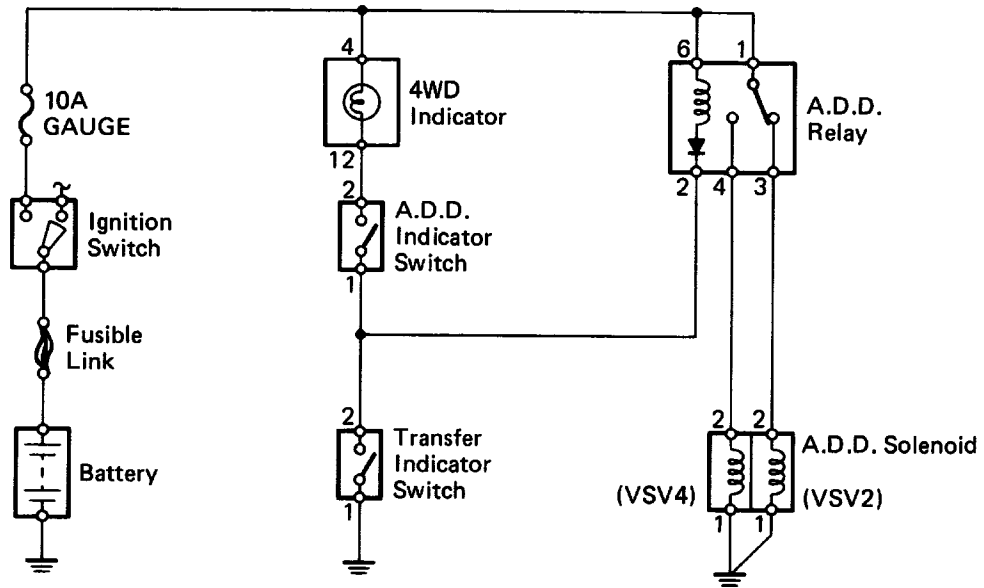 10A
GAUGE
Ignition
Switch
Fusible
Link
Battery
4
4WD
Indicator
12
2
A.D.D.
Indicator
Switch
1
2
Transfer
Indicator
Switch
1
6
1
A.D.D.
Relay
2
4
3
2
2
A.D.D. Solenoid
(VSV4)
(VSV2)
1
1